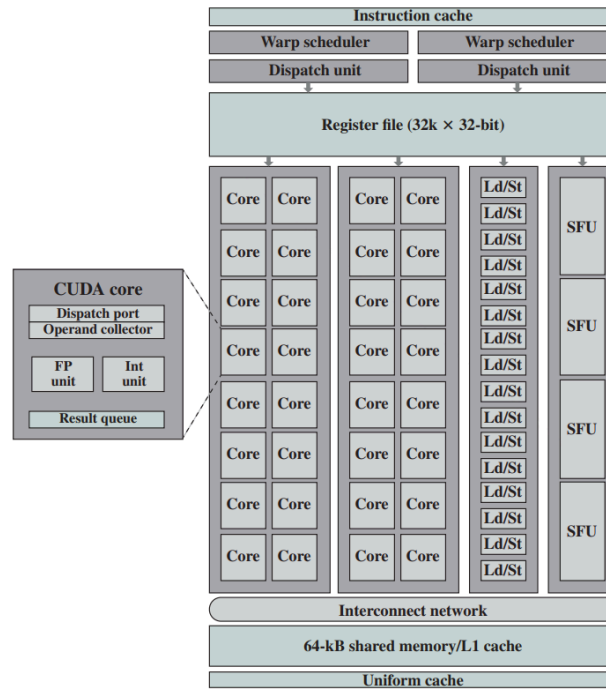 Instruction cache
Warp scheduler Warp scheduler
Dispatch unit Dispatch unit
Register file (32k × 32-bit)
Core Core Core Core Ld/St SFU
Ld/St
Core Core Core Core Ld/St
Ld/St
Core Core Core Core Ld/St SFU
Ld/St
Core Core Core Core Ld/St
Ld/St
Core Core Core Core Ld/St SFU
Ld/St
Core Core Core Core Ld/St
Ld/St
Core Core Core Core Ld/St SFU
Ld/St
Core Core Core Core Ld/St
Ld/St
CUDA core
Dispatch port
Operand collector
FP unit
Int unit
Result queue
Interconnect network
64-kB shared memory/L1 cache
Uniform cache